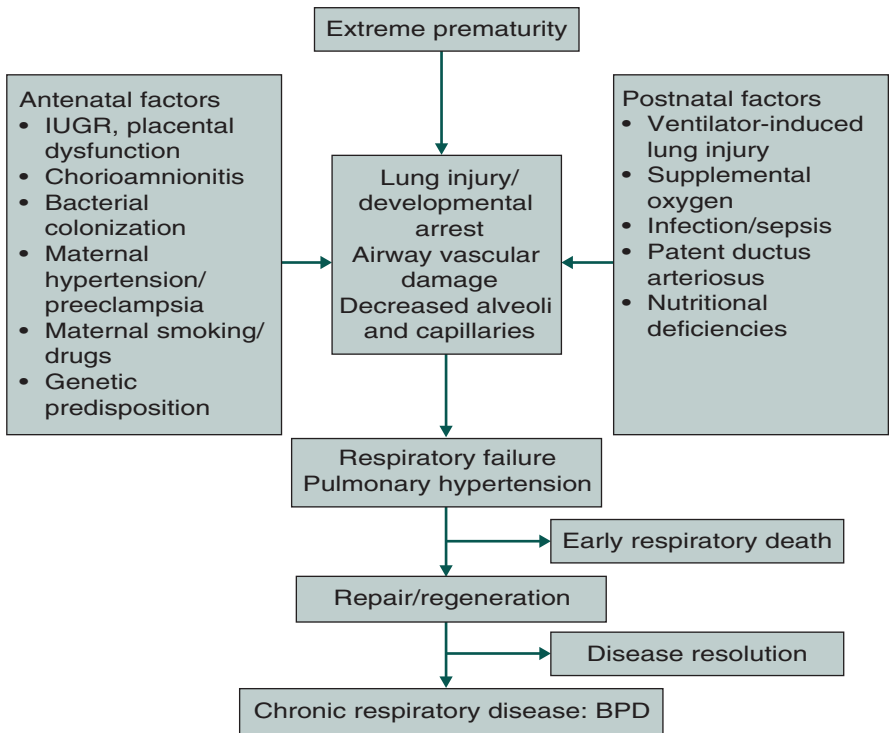 Extreme prematurity
Antenatal factors
• IUGR, placental
dysfunction
• Chorioamnionitis
• Bacterial
colonization
• Maternal
hypertension/
preeclampsia
• Maternal smoking/
drugs
• Genetic
predisposition
Lung injury/
developmental
arrest
Airway vascular
damage
Decreased alveoli
and capillaries
Postnatal factors
• Ventilator-induced
lung injury
• Supplemental
oxygen
• Infection/sepsis
• Patent ductus
arteriosus
• Nutritional
deficiencies
Respiratory failure
Pulmonary hypertension
Early respiratory death
Repair/regeneration
Disease resolution
Chronic respiratory disease: BPD